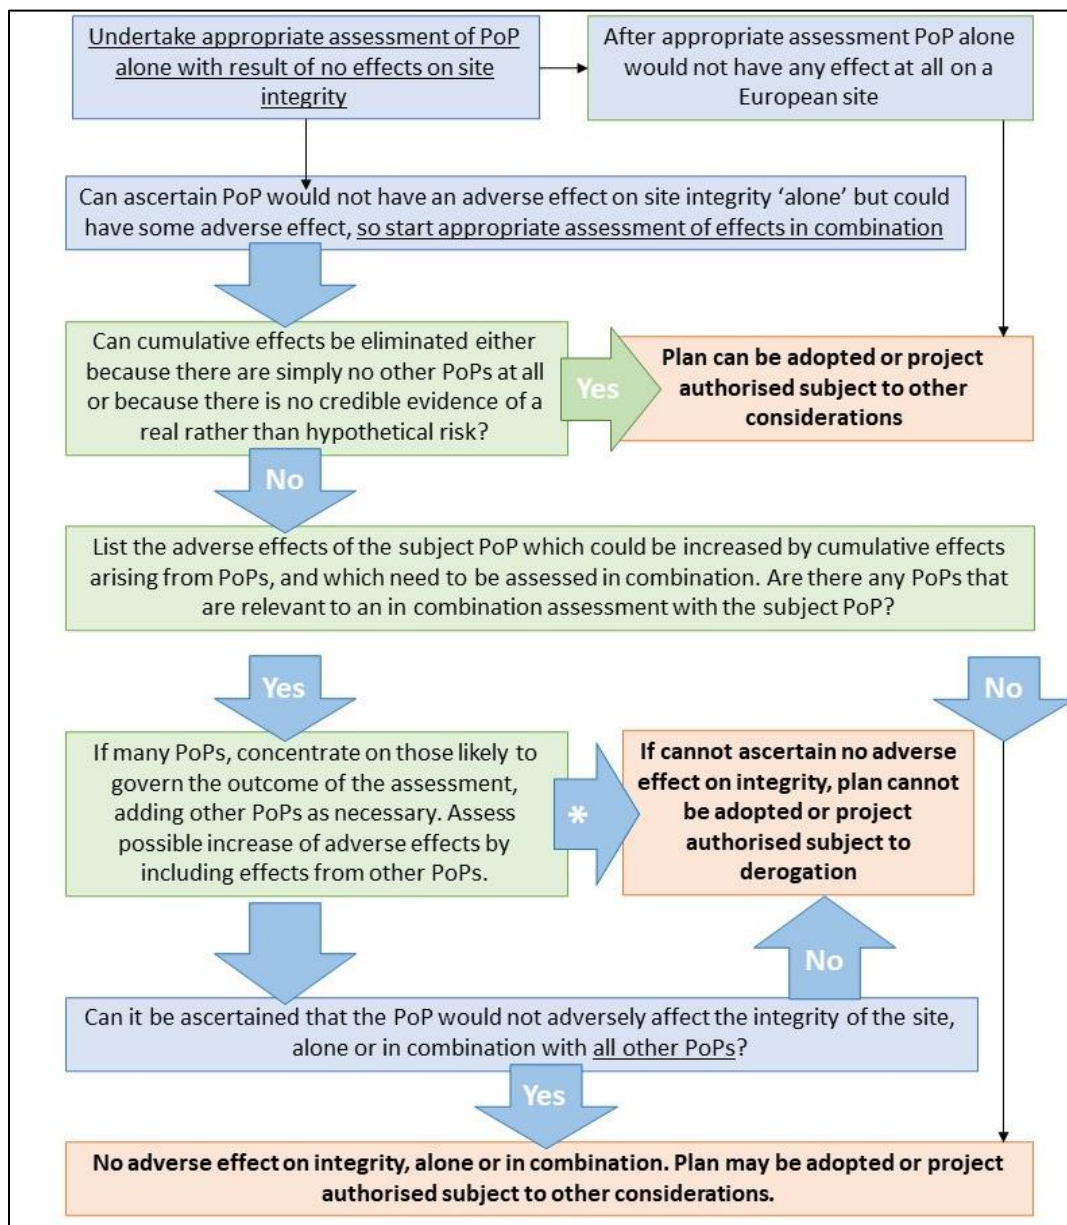 Undertake appropriate assessment of PoP
alone with result of no effects on site
integrity
After appropriate assessment PoP alone
would not have any effect at all on a
European site
Can ascertain PoP would not have an adverse effect on site integrity ‘alone’ but could
have some adverse effect, so start appropriate assessment of effects in combination
Can cumulative effects be eliminated either
because there are simply no other PoPs at all
or because there is no credible evidence of a
real rather than hypothetical risk?
Yes
Plan can be adopted or project
authorised subject to other
considerations
No
List the adverse effects of the subject PoP which could be increased by cumulative effects
arising from PoPs, and which need to be assessed in combination. Are there any PoPs that
are relevant to an in combination assessment with the subject PoP?
Yes
No
If many PoPs, concentrate on those likely to
govern the outcome of the assessment,
adding other PoPs as necessary. Assess
possible increase of adverse effects by
including effects from other PoPs.
*
If cannot ascertain no adverse
effect on integrity, plan cannot
be adopted or project
authorised subject to
derogation
No
Can it be ascertained that the PoP would not adversely affect the integrity of the site,
alone or in combination with all other PoPs?
Yes
No adverse effect on integrity, alone or in combination. Plan may be adopted or project
authorised subject to other considerations.